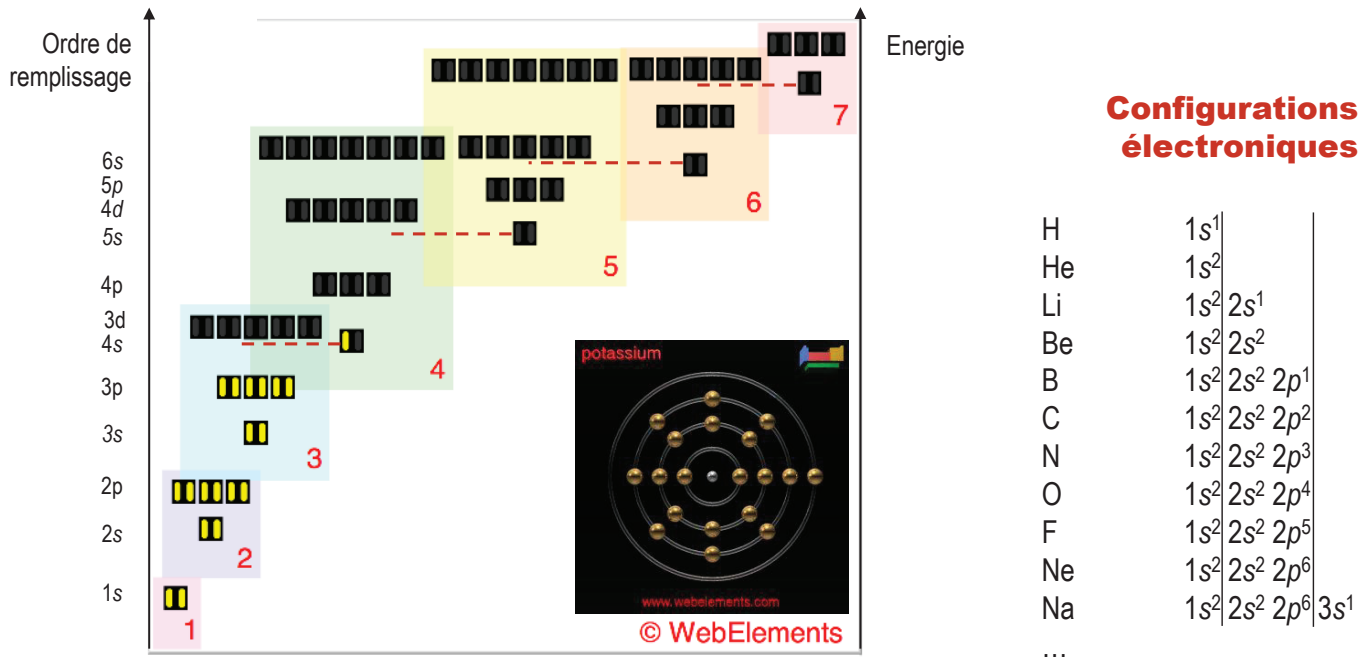 Ordre de
remplissage
Energie
Configurations
électroniques
6s
5p
4d
5s
4p
3d
4s
3p
3s
2p
2s
1s
7
6
5
4
3
2
1
potassium
www.webelements.com
© WebElements
H 1s¹
He 1s²
Li 1s² 2s¹
Be 1s² 2s²
B 1s² 2s² 2p¹
C 1s² 2s² 2p²
N 1s² 2s² 2p³
O 1s² 2s² 2p⁴
F 1s² 2s² 2p⁵
Ne 1s² 2s² 2p⁶
Na 1s² 2s² 2p⁶ 3s¹
...